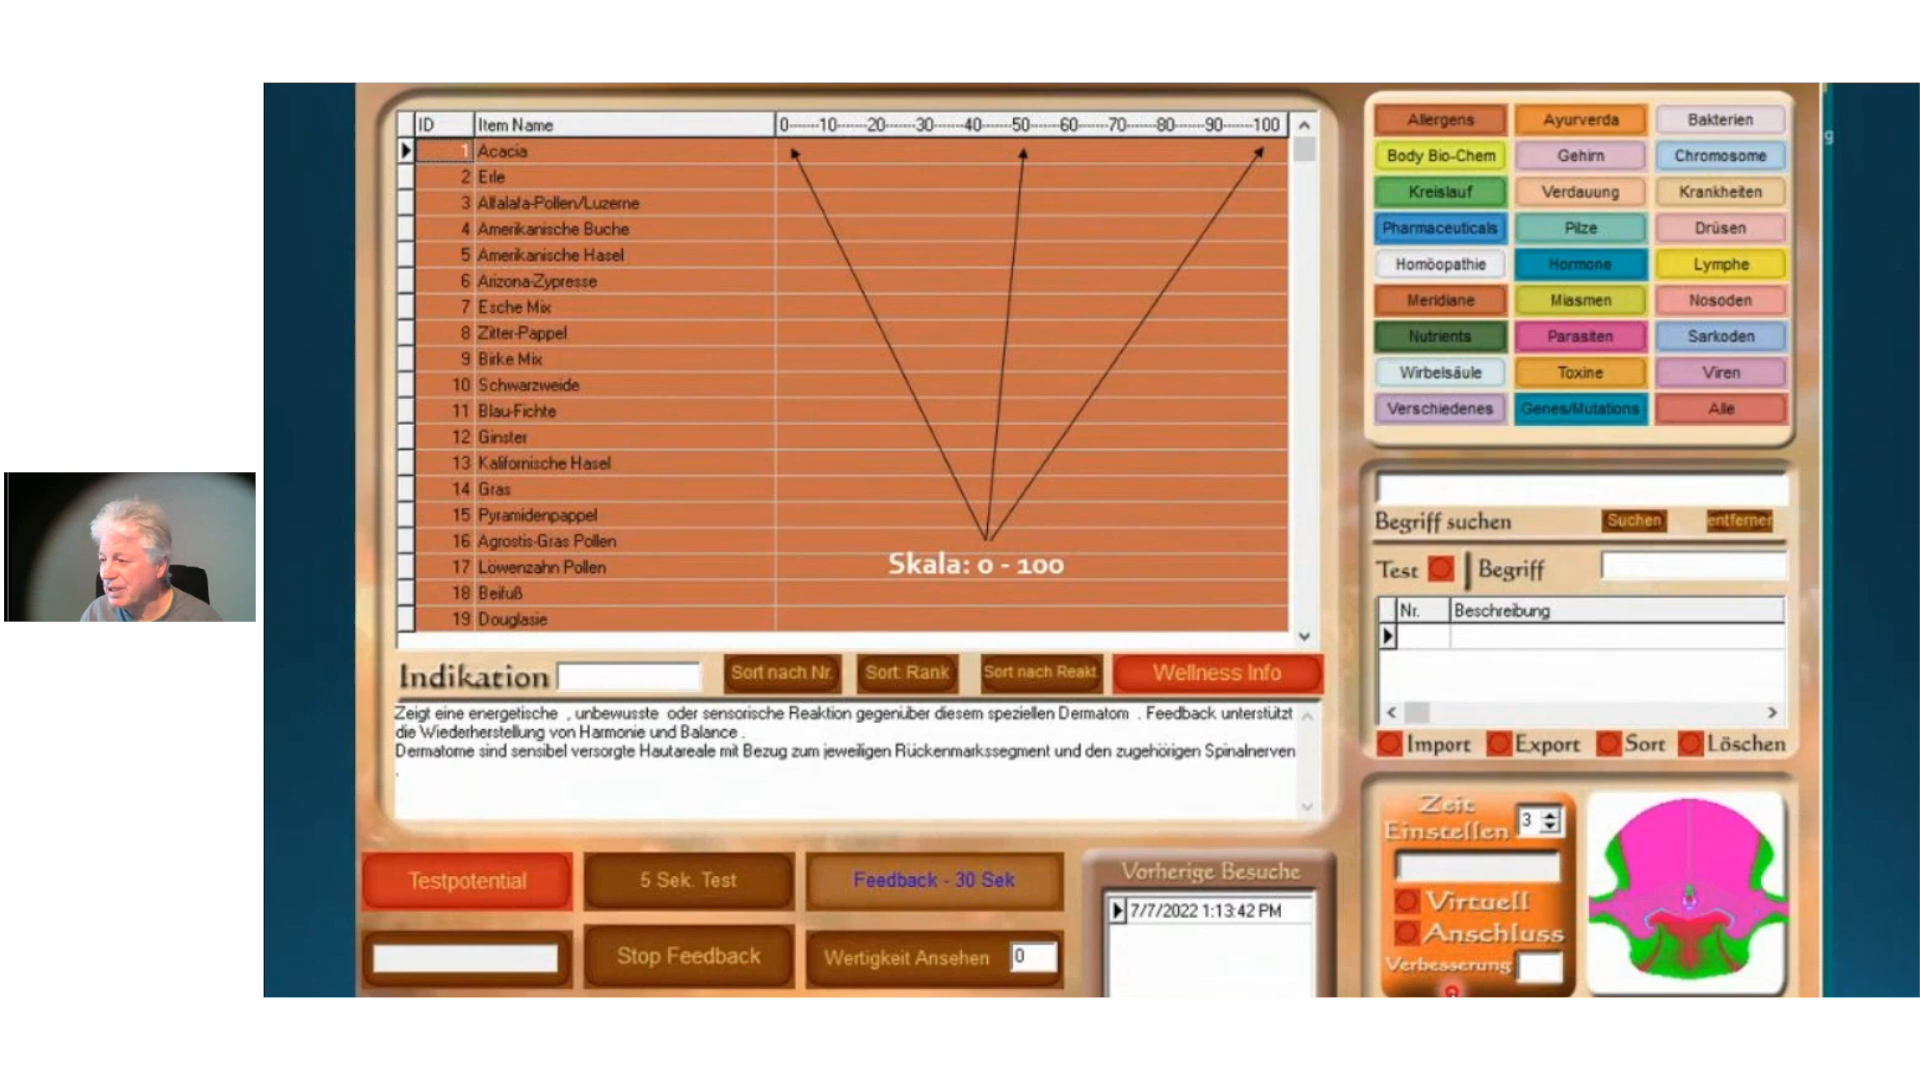 ID Item Name 0------10------20------30------40------50------60------70------80------90------100
1 Acacia
2 Erle
3 Alfalafa-Pollen/Luzerne
4 Amerikanische Buche
5 Amerikanische Hasel
6 Arizona-Zypresse
7 Esche Mix
8 Zitter-Pappel
9 Birke Mix
10 Schwarzweide
11 Blau-Fichte
12 Ginster
13 Kalifornische Hasel
14 Gras
15 Pyramidenpappel
16 Agrostis-Gras Pollen
17 Löwenzahn Pollen
18 Beifuß
19 Douglasie
Skala: 0 - 100
Indikation Sort nach Nr. Sort: Rank Sort nach Reakt. Wellness Info
Zeigt eine energetische , unbewusste oder sensorische Reaktion gegenüber diesem speziellen Dermatom . Feedback unterstützt
die Wiederherstellung von Harmonie und Balance .
Dermatome sind sensibel versorgte Hautareale mit Bezug zum jeweiligen Rückenmarkssegment und den zugehörigen Spinalnerven
.
Testpotential 5 Sek. Test Feedback - 30 Sek
Stop Feedback Wertigkeit Ansehen 0
Vorherige Besuche
7/7/2022 1:13:42 PM
Allergens Ayurverda Bakterien
Body Bio-Chem Gehirn Chromosome
Kreislauf Verdauung Krankheiten
Pharmaceuticals Pilze Drüsen
Homöopathie Hormone Lymphe
Meridiane Miasmen Nosoden
Nutrients Parasiten Sarkoden
Wirbelsäule Toxine Viren
Verschiedenes Genes/Mutations Alle
Begriff suchen Suchen entferner
Test Begriff
Nr. Beschreibung
Import Export Sort Löschen
Zeit
Einstellen 3
Virtuell
Anschluss
Verbesserung
g